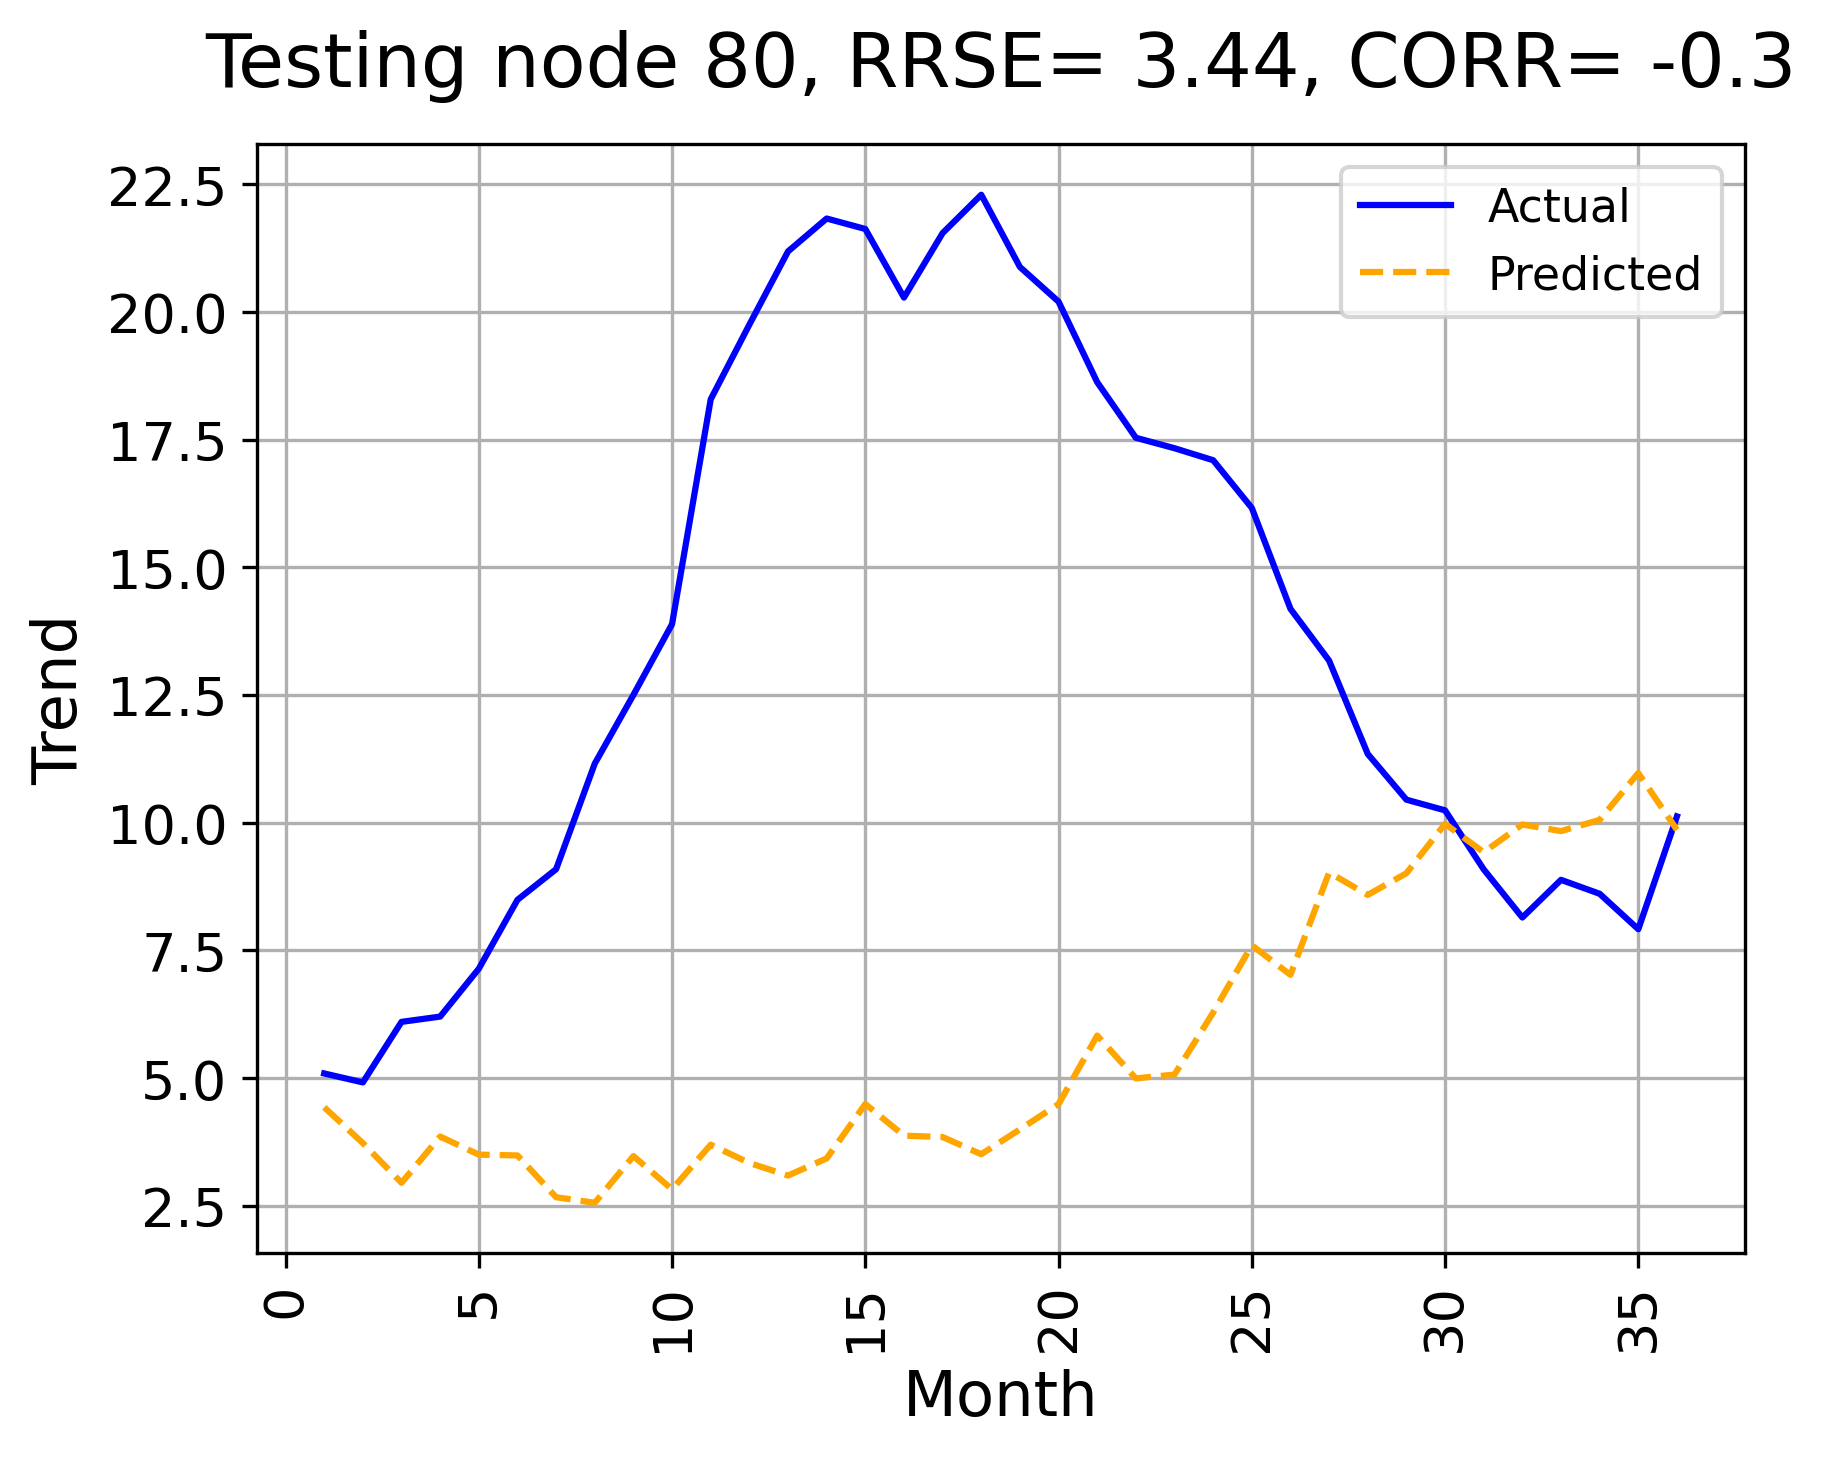 Testing node 80, RRSE= 3.44, CORR= -0.3
Actual
Predicted
22.5
20.0
17.5
15.0
12.5
10.0
7.5
5.0
2.5
Trend
0 5 10 15 20 25 30 35
Month